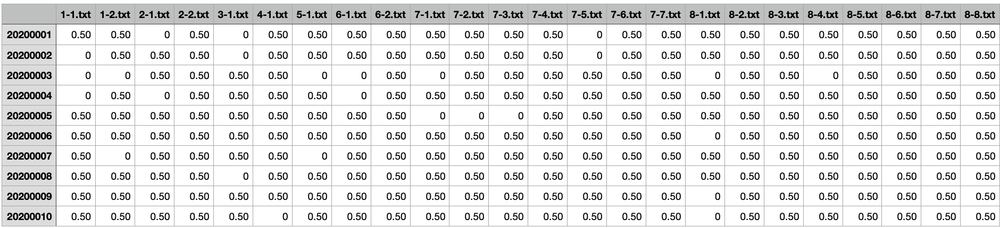 1-1.txt 1-2.txt 2-1.txt 2-2.txt 3-1.txt 4-1.txt 5-1.txt 6-1.txt 6-2.txt 7-1.txt 7-2.txt 7-3.txt 7-4.txt 7-5.txt 7-6.txt 7-7.txt 8-1.txt 8-2.txt 8-3.txt 8-4.txt 8-5.txt 8-6.txt 8-7.txt 8-8.txt
20200001 0.50 0.50 0 0.50 0 0.50 0.50 0.50 0.50 0.50 0.50 0.50 0.50 0 0.50 0.50 0.50 0.50 0.50 0.50 0.50 0.50 0.50 0.50
20200002 0 0.50 0.50 0.50 0 0.50 0.50 0.50 0.50 0.50 0.50 0.50 0.50 0 0.50 0.50 0.50 0.50 0.50 0.50 0.50 0.50 0.50 0.50
20200003 0 0 0.50 0.50 0.50 0.50 0 0 0.50 0 0.50 0.50 0.50 0.50 0.50 0.50 0 0.50 0.50 0 0.50 0.50 0.50 0.50
20200004 0 0.50 0 0.50 0.50 0.50 0.50 0 0.50 0.50 0.50 0.50 0.50 0.50 0.50 0.50 0.50 0.50 0.50 0.50 0.50 0.50 0.50 0.50
20200005 0.50 0.50 0.50 0.50 0.50 0.50 0.50 0.50 0.50 0 0 0 0.50 0.50 0.50 0.50 0.50 0.50 0.50 0.50 0.50 0.50 0.50 0.50
20200006 0.50 0.50 0.50 0.50 0.50 0.50 0.50 0.50 0.50 0.50 0.50 0.50 0.50 0.50 0.50 0.50 0 0.50 0.50 0.50 0.50 0.50 0.50 0.50
20200007 0.50 0 0.50 0.50 0.50 0.50 0 0.50 0.50 0.50 0.50 0.50 0.50 0.50 0.50 0.50 0.50 0.50 0.50 0.50 0.50 0.50 0.50 0.50
20200008 0.50 0.50 0.50 0.50 0 0.50 0.50 0.50 0.50 0.50 0.50 0.50 0.50 0.50 0.50 0.50 0.50 0.50 0.50 0.50 0.50 0.50 0.50 0.50
20200009 0.50 0.50 0.50 0.50 0.50 0.50 0.50 0.50 0.50 0.50 0.50 0.50 0.50 0.50 0.50 0.50 0 0.50 0.50 0.50 0.50 0.50 0.50 0.50
20200010 0.50 0.50 0.50 0.50 0.50 0 0.50 0.50 0.50 0.50 0.50 0.50 0.50 0.50 0.50 0.50 0 0.50 0.50 0.50 0.50 0.50 0.50 0.50